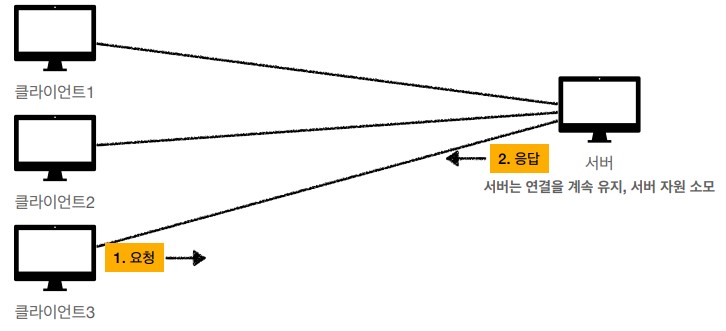 클라이언트1
클라이언트2
2. 응답
서버
서버는 연결을 계속 유지, 서버 자원 소모
1. 요청
클라이언트3